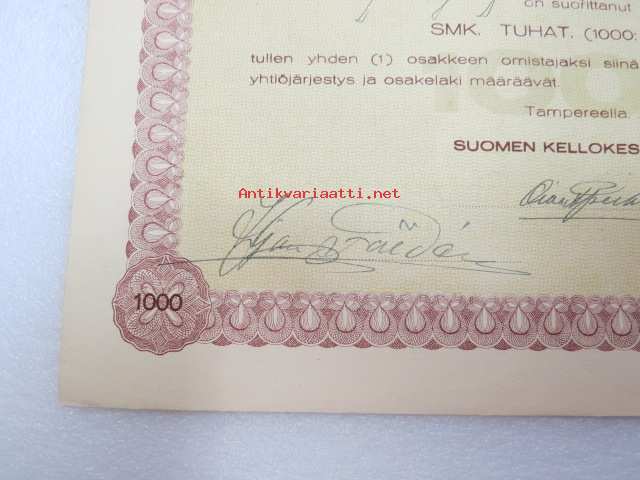 on suorittanut
SMK. TUHAT. (1000:
tullen yhden (1) osakkeen omistajaksi siinä
yhtiöjärjestys ja osakelaki määräävät.
Tampereella.
SUOMEN KELLOKES
Antikvariaatti.net
1000